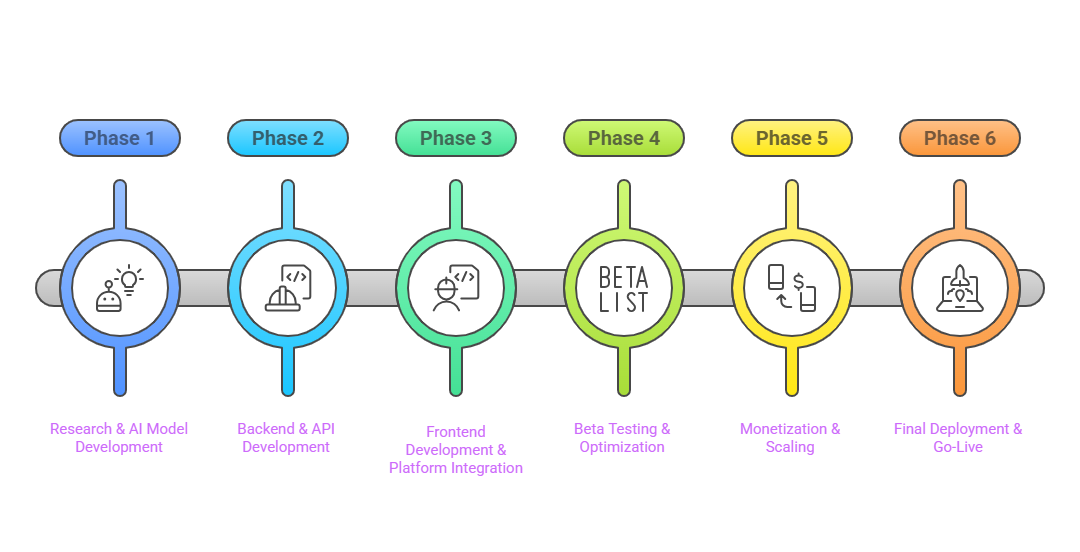 Phase 1
Phase 2
Phase 3
Phase 4
Phase 5
Phase 6
BETA
LIST
Research & AI Model
Development
Backend & API
Development
Frontend
Development &
Platform Integration
Beta Testing &
Optimization
Monetization &
Scaling
Final Deployment &
Go-Live